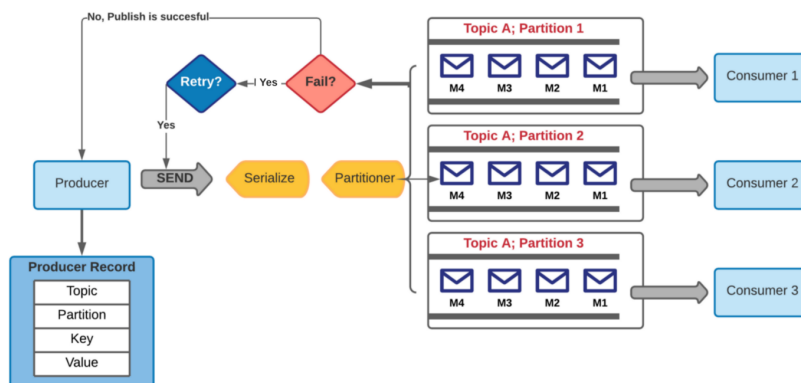 No, Publish is succesful
Retry?
Yes
Fail?
Yes
Producer
SEND
Serialize
Partitioner
Producer Record
Topic
Partition
Key
Value
Topic A; Partition 1
M4 M3 M2 M1
Consumer 1
Topic A; Partition 2
M4 M3 M2 M1
Consumer 2
Topic A; Partition 3
M4 M3 M2 M1
Consumer 3